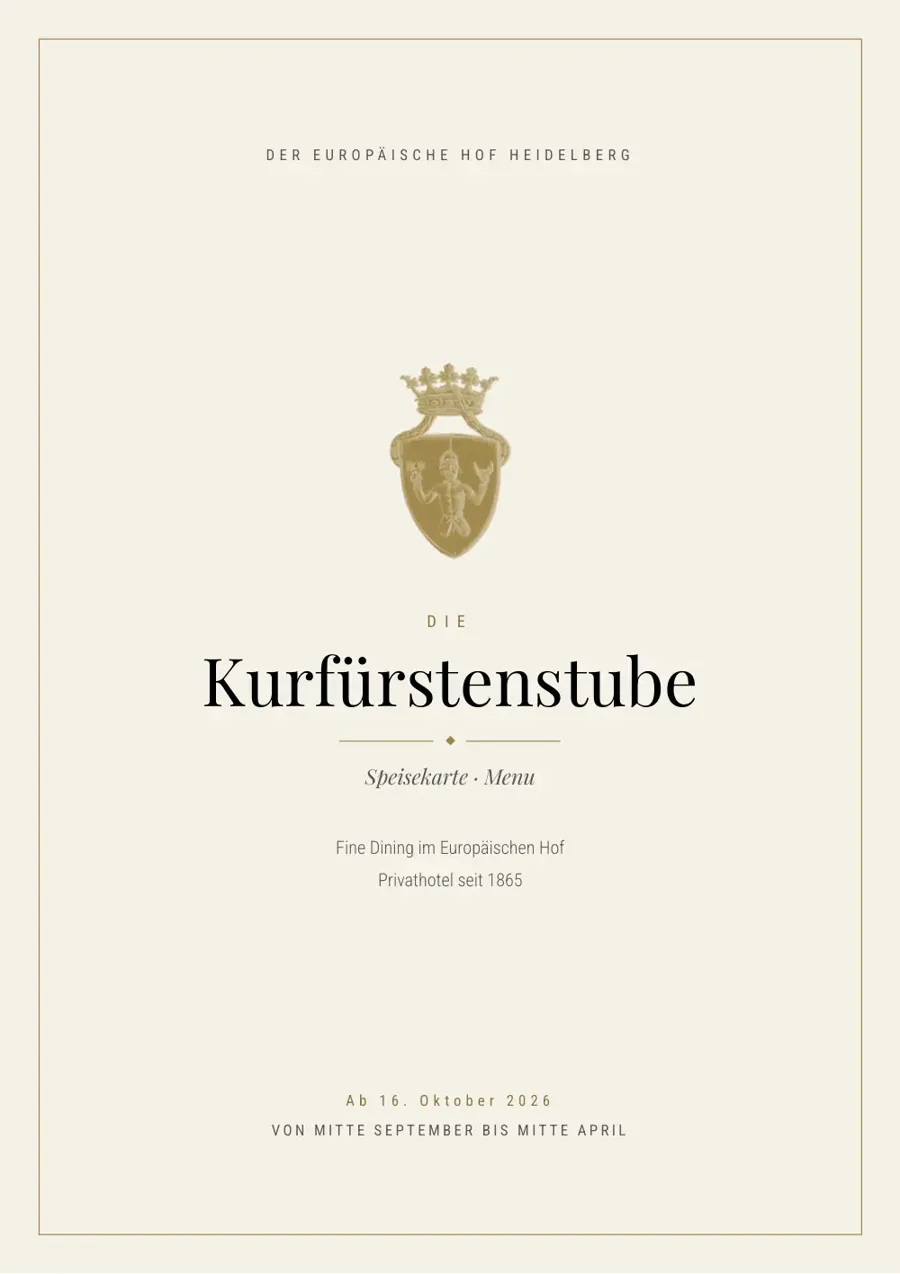 DER EUROPÄISCHE HOF HEIDELBERG
DIE
Kurfürstenstube
Speisekarte · Menu
Fine Dining im Europäischen Hof
Privathotel seit 1865
Ab 16. Oktober 2026
VON MITTE SEPTEMBER BIS MITTE APRIL